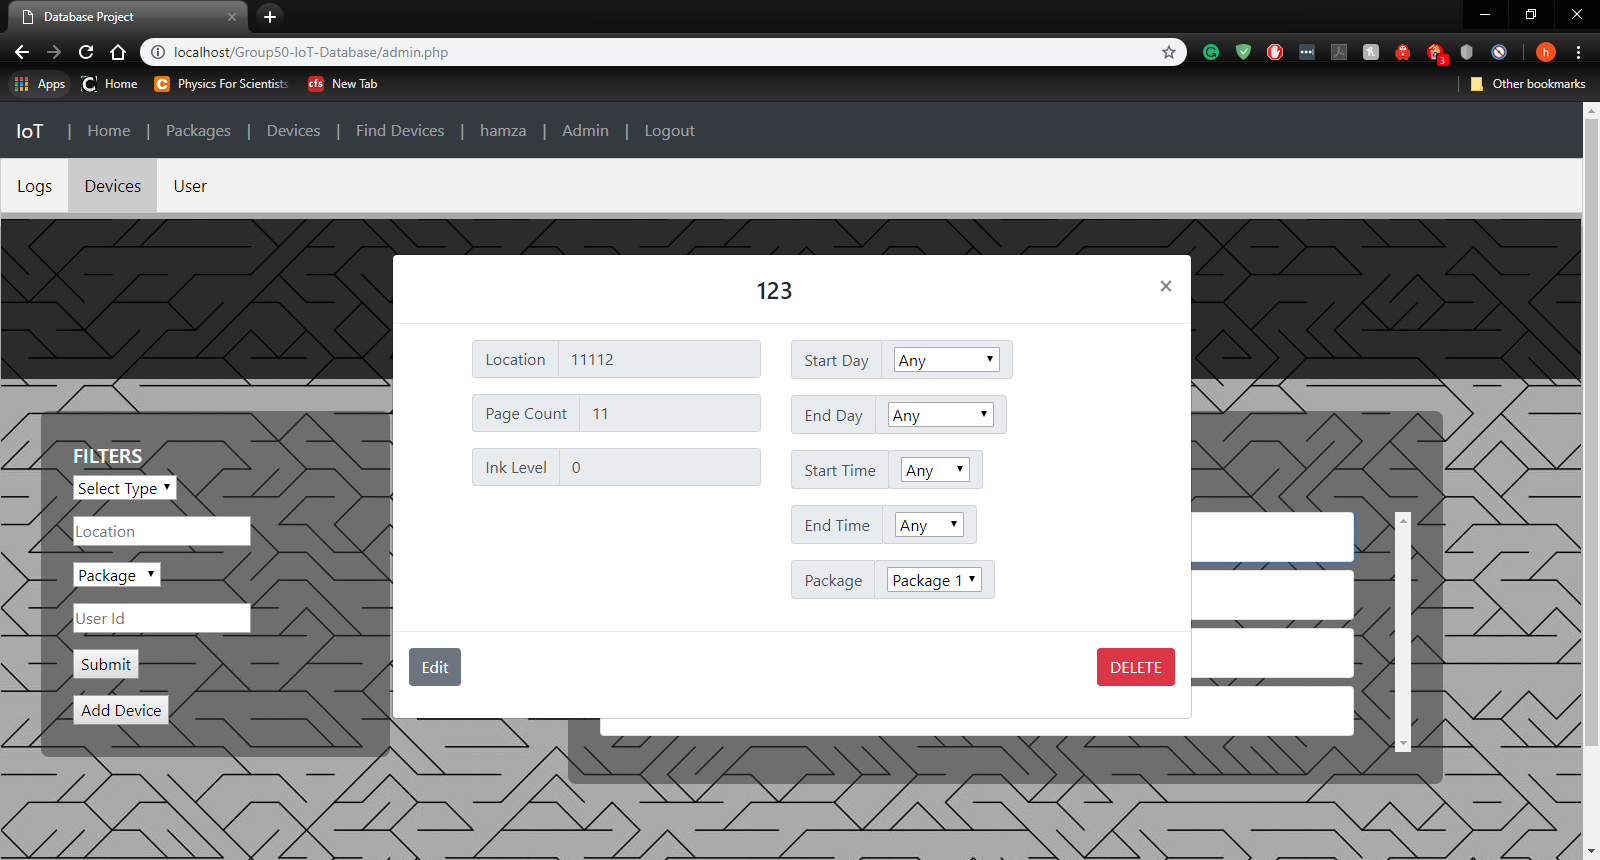 Database Project
localhost/Group50-IoT-Database/admin.php
3
h
Apps
Home
Physics For Scientists
cfs
New Tab
Other bookmarks
IoT | Home | Packages | Devices | Find Devices | hamza | Admin | Logout
Logs
Devices
User
123
×
Location 11112
Page Count 11
Ink Level 0
Start Day Any
End Day Any
Start Time Any
End Time Any
Package Package 1
Edit
DELETE
FILTERS
Select Type
Location
Package
User Id
Submit
Add Device